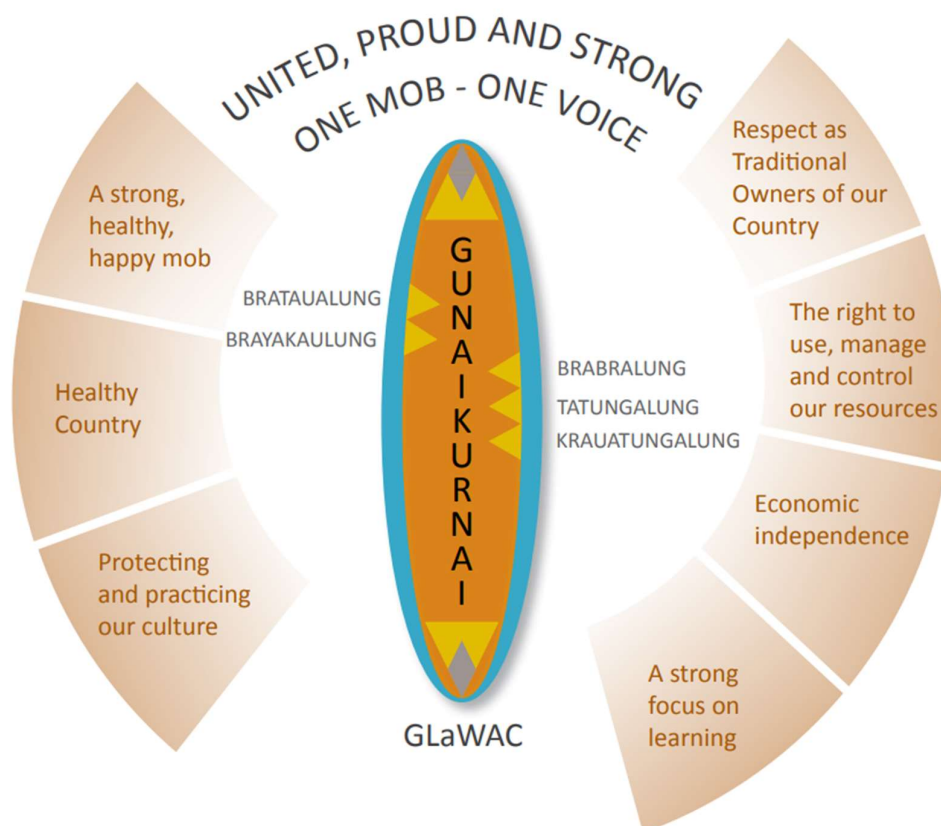 UNITED, PROUD AND STRONG
ONE MOB - ONE VOICE
A strong,
healthy,
happy mob
Healthy
Country
Protecting
and practicing
our culture
BRATAUALUNG
BRAYAKAULUNG
GUNAIKURNAI
BRABRALUNG
TATUNGALUNG
KRAUATUNGALUNG
GLaWAC
Respect as
Traditional
Owners of our
Country
The right to
use, manage
and control
our resources
Economic
independence
A strong
focus on
learning